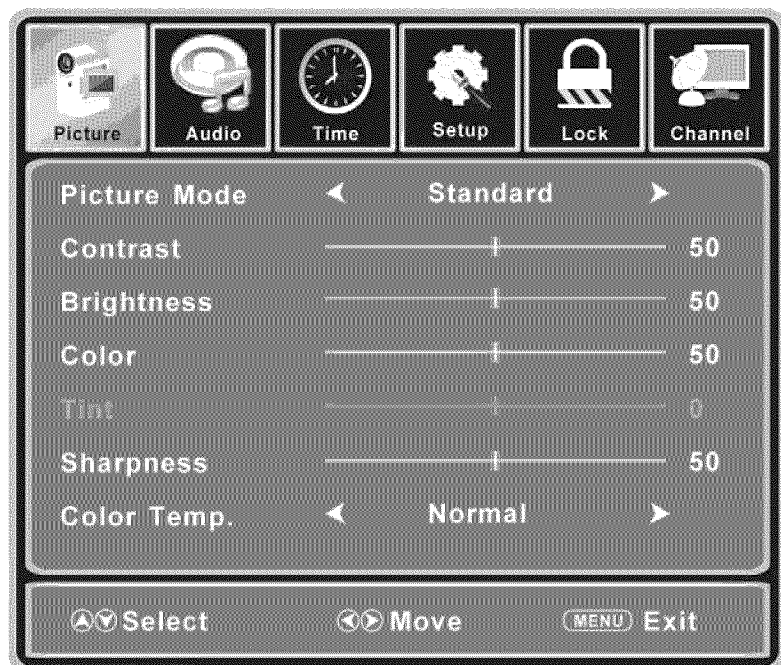 Picture Audio Time Setup Lock Channel
Picture Mode Standard
Contrast 50
Brightness 50
Color 50
Tint 0
Sharpness 50
Color Temp. Normal
Select Move MENU Exit